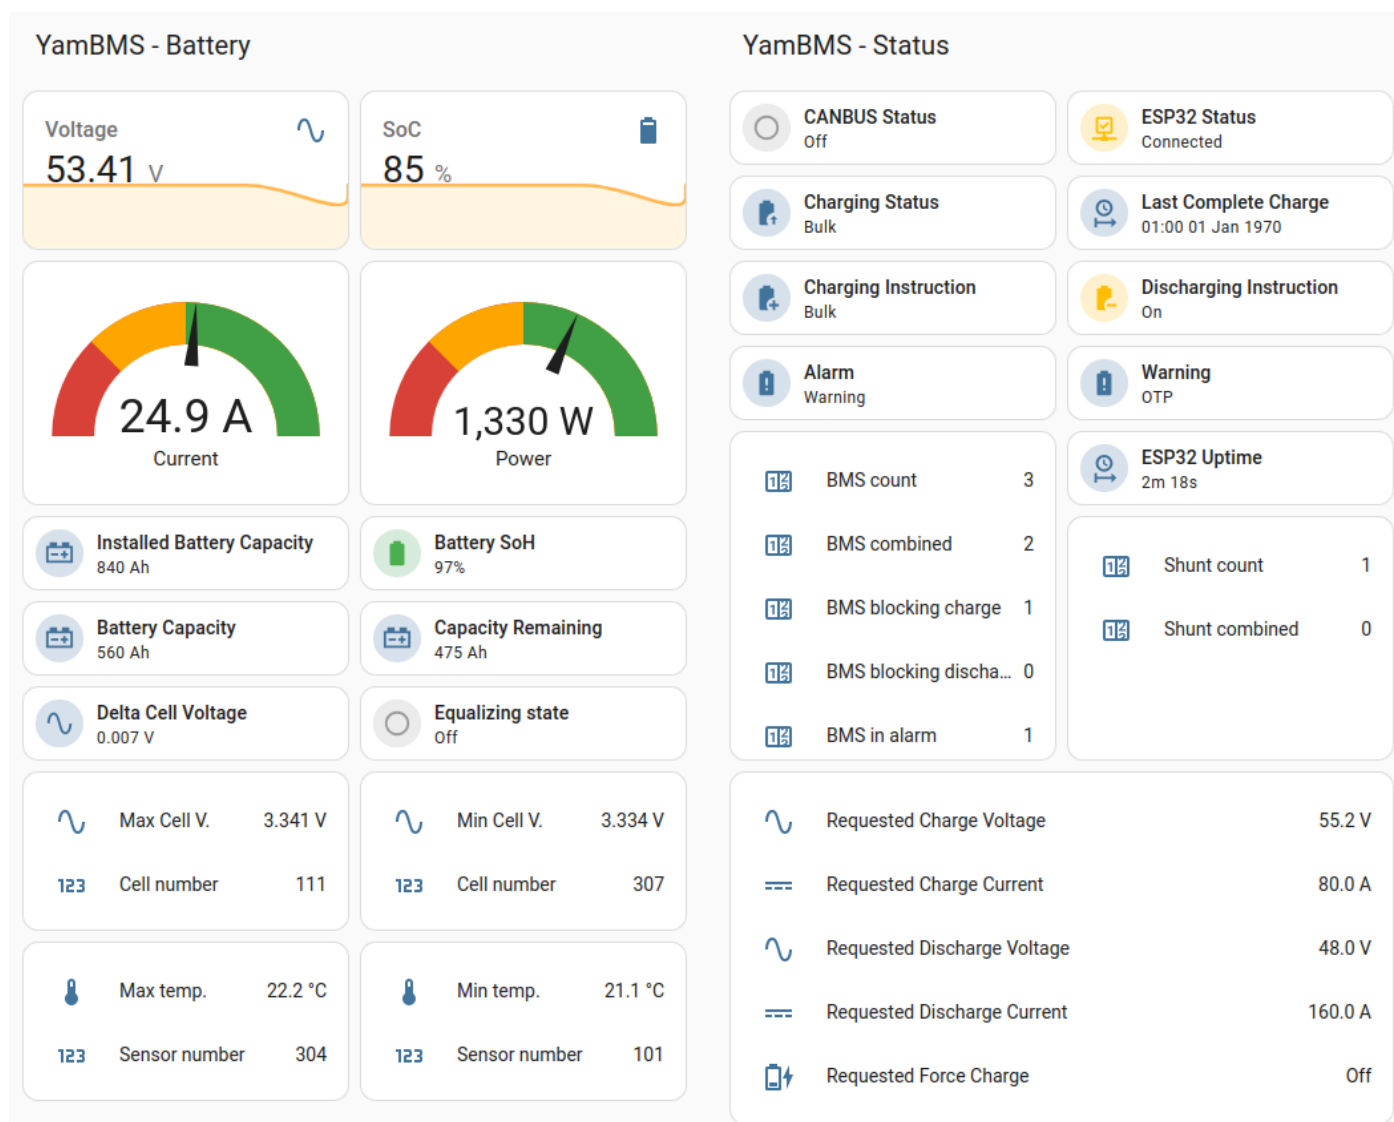 YamBMS - Battery
Voltage
53.41 V
SoC
85 %
24.9 A
Current
1,330 W
Power
Installed Battery Capacity
840 Ah
Battery SoH
97%
Battery Capacity
560 Ah
Capacity Remaining
475 Ah
Delta Cell Voltage
0.007 V
Equalizing state
Off
Max Cell V. 3.341 V
123 Cell number 111
Min Cell V. 3.334 V
123 Cell number 307
Max temp. 22.2 °C
123 Sensor number 304
Min temp. 21.1 °C
123 Sensor number 101
YamBMS - Status
CANBUS Status
Off
ESP32 Status
Connected
Charging Status
Bulk
Last Complete Charge
01:00 01 Jan 1970
Charging Instruction
Bulk
Discharging Instruction
On
Alarm
Warning
Warning
OTP
BMS count 3
BMS combined 2
BMS blocking charge 1
BMS blocking discha... 0
BMS in alarm 1
ESP32 Uptime
2m 18s
Shunt count 1
Shunt combined 0
Requested Charge Voltage 55.2 V
Requested Charge Current 80.0 A
Requested Discharge Voltage 48.0 V
Requested Discharge Current 160.0 A
Requested Force Charge Off